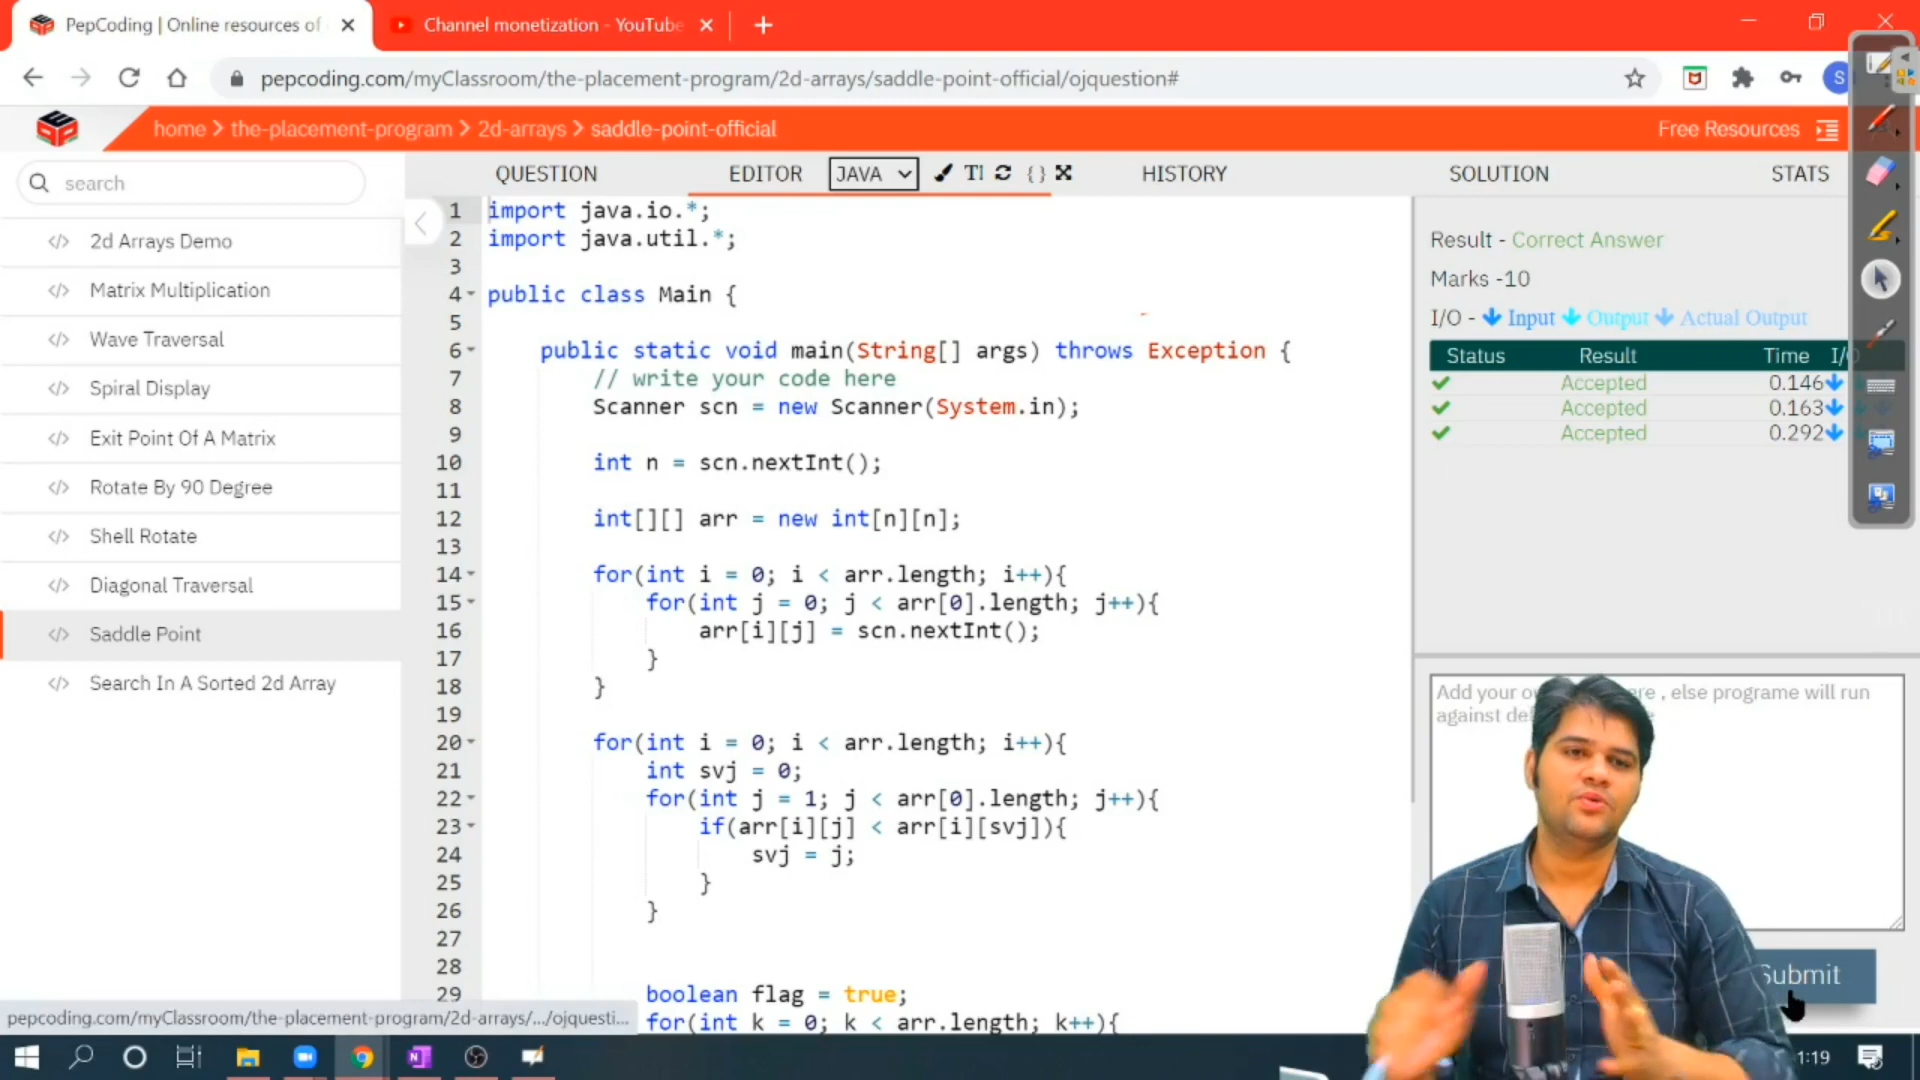 PepCoding | Online resources of
Channel monetization - YouTube
pepcoding.com/myClassroom/the-placement-program/2d-arrays/saddle-point-official/ojquestion#
S
home > the-placement-program > 2d-arrays > saddle-point-official
Free Resources
search
QUESTION
EDITOR
JAVA
HISTORY
SOLUTION
STATS
2d Arrays Demo
Matrix Multiplication
Wave Traversal
Spiral Display
Exit Point Of A Matrix
Rotate By 90 Degree
Shell Rotate
Diagonal Traversal
Saddle Point
Search In A Sorted 2d Array
1 import java.io.*;
2 import java.util.*;
3
4 public class Main {
5
6 public static void main(String[] args) throws Exception {
7 // write your code here
8 Scanner scn = new Scanner(System.in);
9
10 int n = scn.nextInt();
11
12 int[][] arr = new int[n][n];
13
14 for(int i = 0; i < arr.length; i++){
15 for(int j = 0; j < arr[0].length; j++){
16 arr[i][j] = scn.nextInt();
17 }
18 }
19
20 for(int i = 0; i < arr.length; i++){
21 int svj = 0;
22 for(int j = 1; j < arr[0].length; j++){
23 if(arr[i][j] < arr[i][svj]){
24 svj = j;
25 }
26 }
27
28
29 boolean flag = true;
for(int k = 0; k < arr.length; k++){
Result - Correct Answer
Marks -10
I/O - Input Output Actual Output
Status Result Time I/O
Accepted 0.146
Accepted 0.163
Accepted 0.292
Add your o re , else programe will run
against de
Submit
pepcoding.com/myClassroom/the-placement-program/2d-arrays/.../ojquesti...
1:19